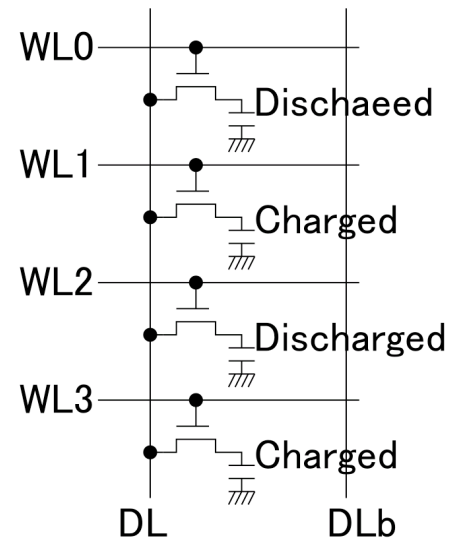 WL0
Dischaeed
WL1
Charged
WL2
Discharged
WL3
Charged
DL DLb